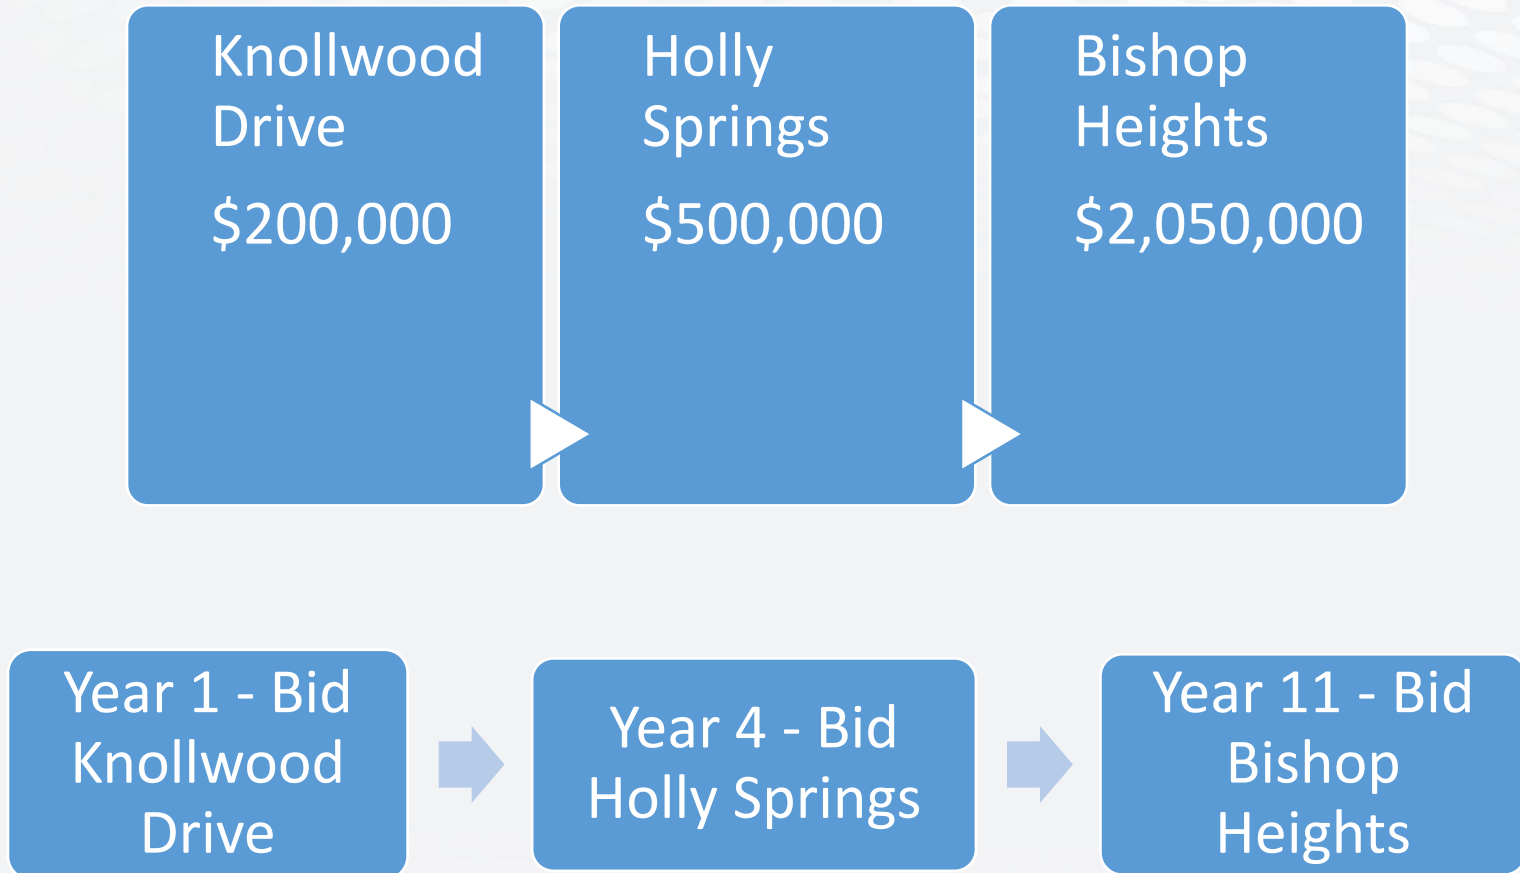 Knollwood
Drive
$200,000
Holly
Springs
$500,000
Bishop
Heights
$2,050,000
Year 1 - Bid
Knollwood
Drive
Year 4 - Bid
Holly Springs
Year 11 - Bid
Bishop
Heights